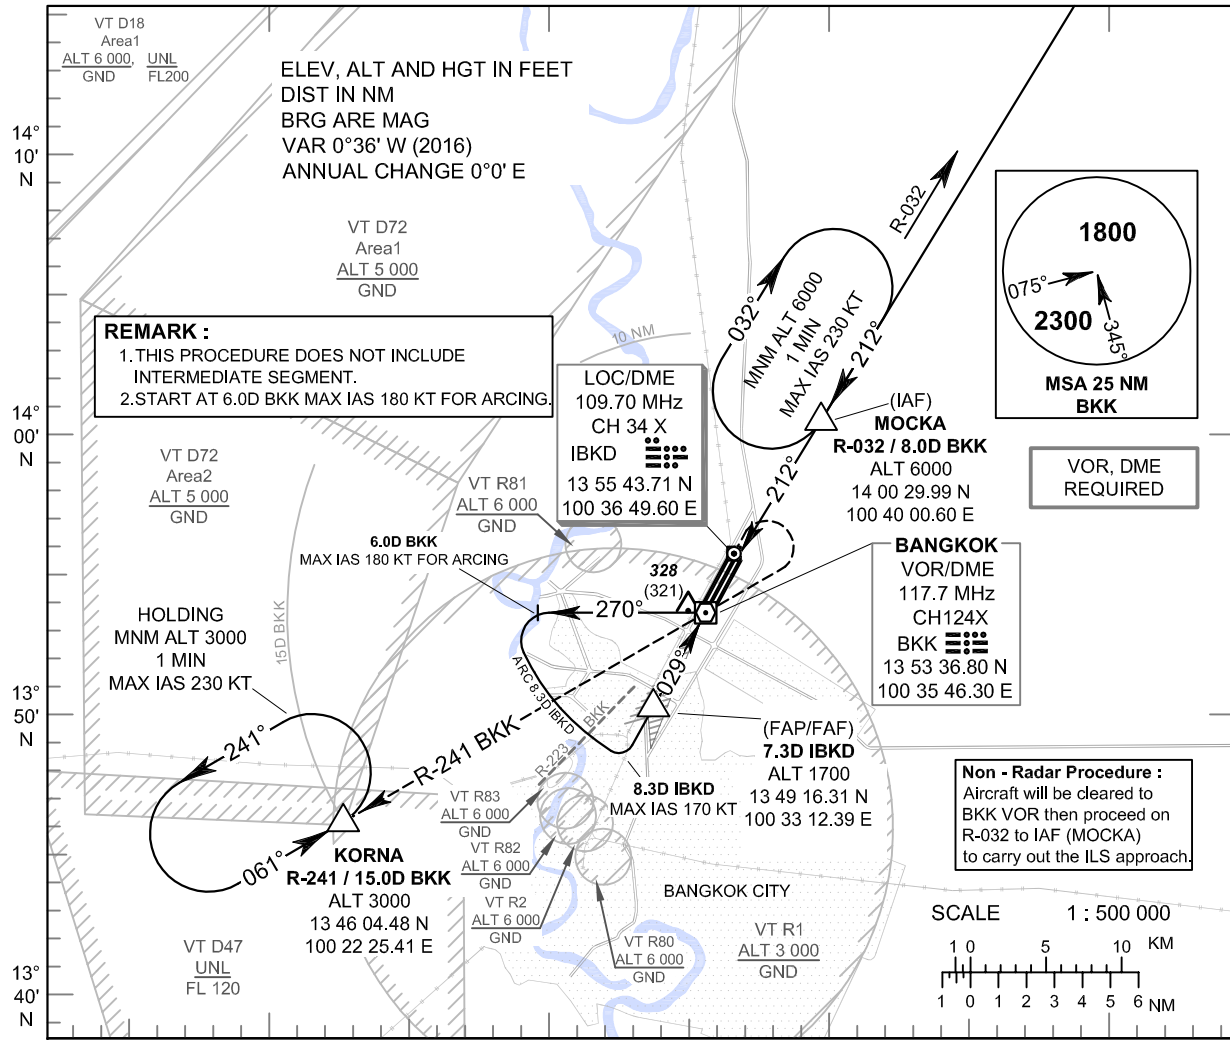 VT D18
Area1
ALT 6 000,
GND
UNL
FL200
ELEV, ALT AND HGT IN FEET
DIST IN NM
BRG ARE MAG
VAR 0°36' W (2016)
ANNUAL CHANGE 0°0' E
14°
10'
N
VT D72
Area1
ALT 5 000
GND
R-032
1800
075°
2300
345°
MSA 25 NM
BKK
032°
MNM ALT 6000
1 MIN
MAX IAS 230 KT
212°
REMARK :
1. THIS PROCEDURE DOES NOT INCLUDE
INTERMEDIATE SEGMENT.
2.START AT 6.0D BKK MAX IAS 180 KT FOR ARCING.
10 NM
LOC/DME
109.70 MHz
CH 34 X
IBKD
13 55 43.71 N
100 36 49.60 E
(IAF)
MOCKA
R-032 / 8.0D BKK
ALT 6000
14 00 29.99 N
100 40 00.60 E
212°
VOR, DME
REQUIRED
14°
00'
N
VT D72
Area2
ALT 5 000
GND
VT R81
ALT 6 000
GND
6.0D BKK
MAX IAS 180 KT FOR ARCING
328
(321)
270°
BANGKOK
VOR/DME
117.7 MHz
CH124X
BKK
13 53 36.80 N
100 35 46.30 E
HOLDING
MNM ALT 3000
1 MIN
MAX IAS 230 KT
15D BKK
ARC 8.3D IBKD
029°
13°
50'
N
241°
R-241 BKK
R-223 BKK
(FAP/FAF)
7.3D IBKD
ALT 1700
13 49 16.31 N
100 33 12.39 E
8.3D IBKD
MAX IAS 170 KT
Non - Radar Procedure :
Aircraft will be cleared to
BKK VOR then proceed on
R-032 to IAF (MOCKA)
to carry out the ILS approach.
061°
KORNA
R-241 / 15.0D BKK
ALT 3000
13 46 04.48 N
100 22 25.41 E
VT R83
ALT 6 000
GND
VT R82
ALT 6 000
GND
VT R2
ALT 6 000
GND
VT R80
ALT 6 000
GND
BANGKOK CITY
VT R1
ALT 3 000
GND
VT D47
UNL
FL 120
13°
40'
N
SCALE 1 : 500 000
1 0 5 10 KM
1 0 1 2 3 4 5 6 NM